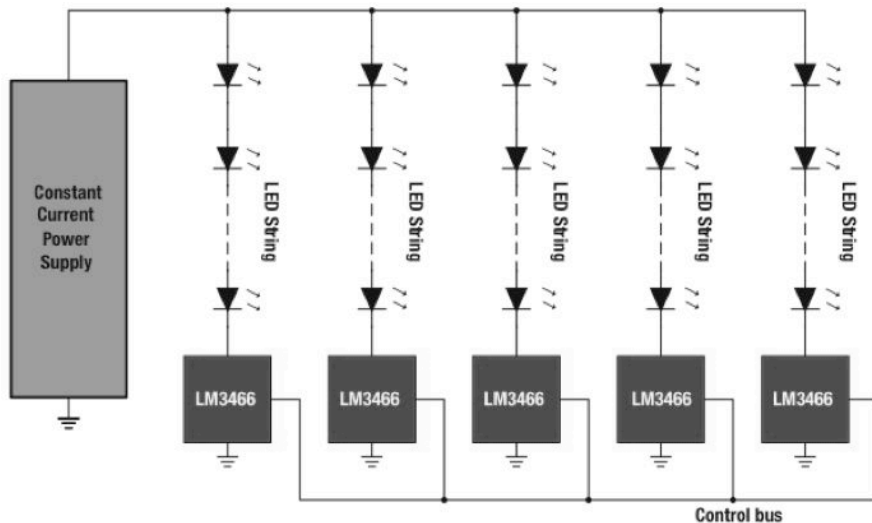 Constant
Current
Power
Supply
LED String
LED String
LED String
LED String
LED String
LM3466
LM3466
LM3466
LM3466
LM3466
Control bus